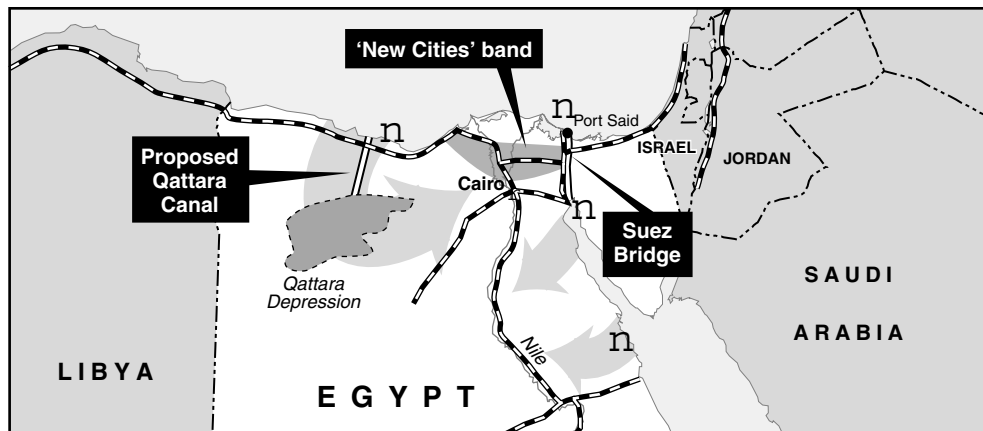 ‘New Cities’ band
n
Port Said
n
ISRAEL
Proposed
Qattara
Canal
JORDAN
Cairo
n
Suez
Bridge
Qattara
Depression
SAUDI
ARABIA
n
Nile
LIBYA
EGYPT